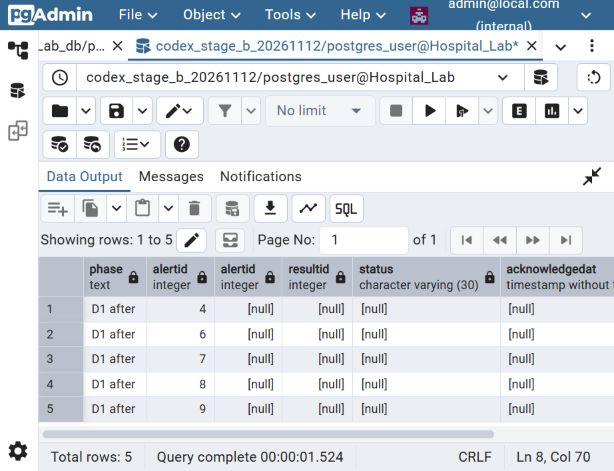 pgAdmin File Object Tools Help admin@local.com
(internal)
_ab_db/p... codex_stage_b_20261112/postgres_user@Hospital_Lab*
codex_stage_b_20261112/postgres_user@Hospital_Lab
No limit
E
Data Output Messages Notifications
SQL
Showing rows: 1 to 5 Page No: 1 of 1
phase alertid alertid resultid status acknowledgedat
text integer integer integer character varying (30) timestamp without
1 D1 after 4 [null] [null] [null] [null]
2 D1 after 6 [null] [null] [null] [null]
3 D1 after 7 [null] [null] [null] [null]
4 D1 after 8 [null] [null] [null] [null]
5 D1 after 9 [null] [null] [null] [null]
Total rows: 5 Query complete 00:00:01.524 CRLF Ln 8, Col 70